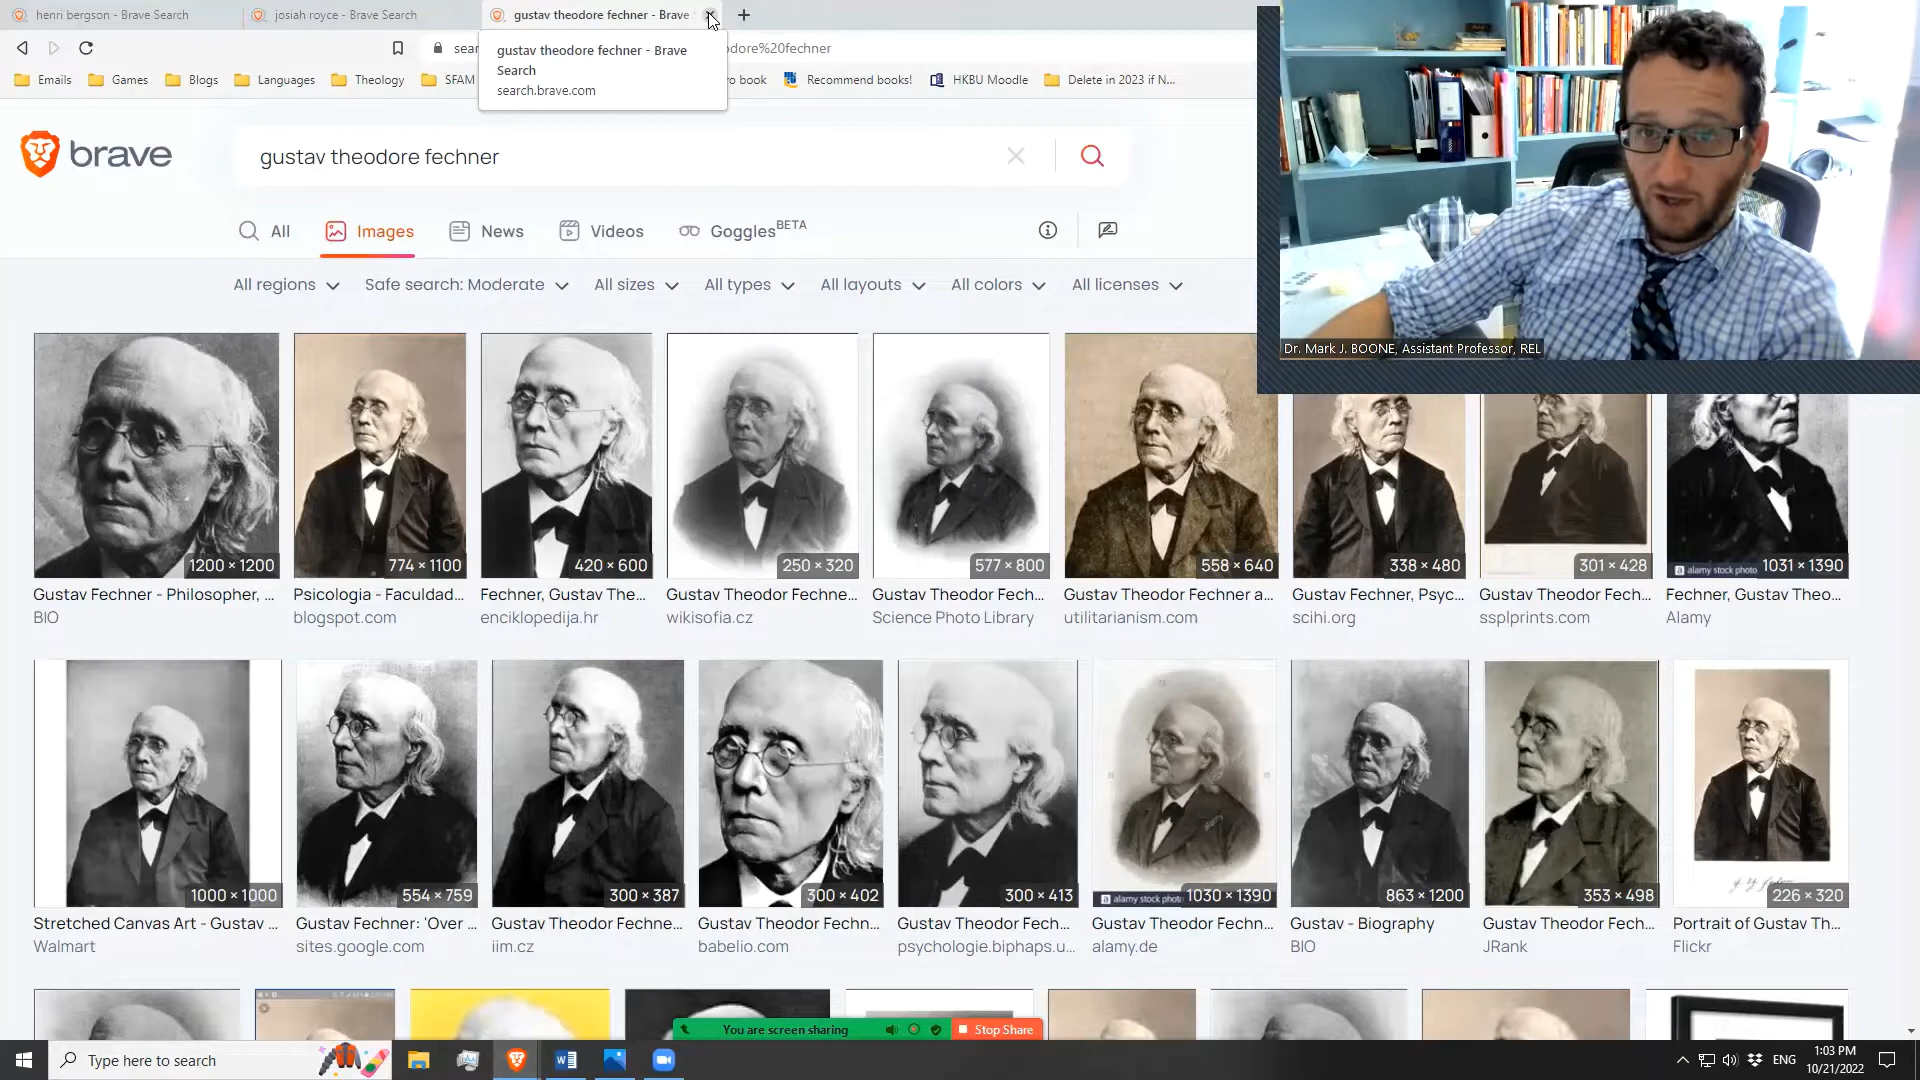 henri bergson - Brave Search
josiah royce - Brave Search
gustav theodore fechner - Brave
sear
dore%20fechner
gustav theodore fechner - Brave
Search
search.brave.com
Emails
Games
Blogs
Languages
Theology
SFAM
ro book
Recommend books!
HKBU Moodle
Delete in 2023 if N...
brave
gustav theodore fechner
All
Images
News
Videos
Goggles BETA
All regions
Safe search: Moderate
All sizes
All types
All layouts
All colors
All licenses
Dr. Mark J. BOONE, Assistant Professor, REL
1200 × 1200
774 × 1100
420 × 600
250 × 320
577 × 800
558 × 640
338 × 480
301 × 428
a alamy stock photo
1031 × 1390
Gustav Fechner - Philosopher, ...
Psicologia - Faculdad...
Fechner, Gustav The...
Gustav Theodor Fechne...
Gustav Theodor Fech...
Gustav Theodor Fechner a...
Gustav Fechner, Psyc...
Gustav Theodor Fech...
Fechner, Gustav Theo...
BIO
blogspot.com
enciklopedija.hr
wikisofia.cz
Science Photo Library
utilitarianism.com
scihi.org
ssplprints.com
Alamy
1000 × 1000
554 × 759
300 × 387
300 × 402
300 × 413
a alamy stock photo
1030 × 1390
863 × 1200
353 × 498
226 × 320
Stretched Canvas Art - Gustav ...
Gustav Fechner: 'Over ...
Gustav Theodor Fechne...
Gustav Theodor Fechn...
Gustav Theodor Fech...
Gustav Theodor Fechn...
Gustav - Biography
Gustav Theodor Fech...
Portrait of Gustav Th...
Walmart
sites.google.com
iim.cz
babelio.com
psychologie.biphaps.u...
alamy.de
BIO
JRank
Flickr
You are screen sharing
Stop Share
Type here to search
ENG
1:03 PM
10/21/2022